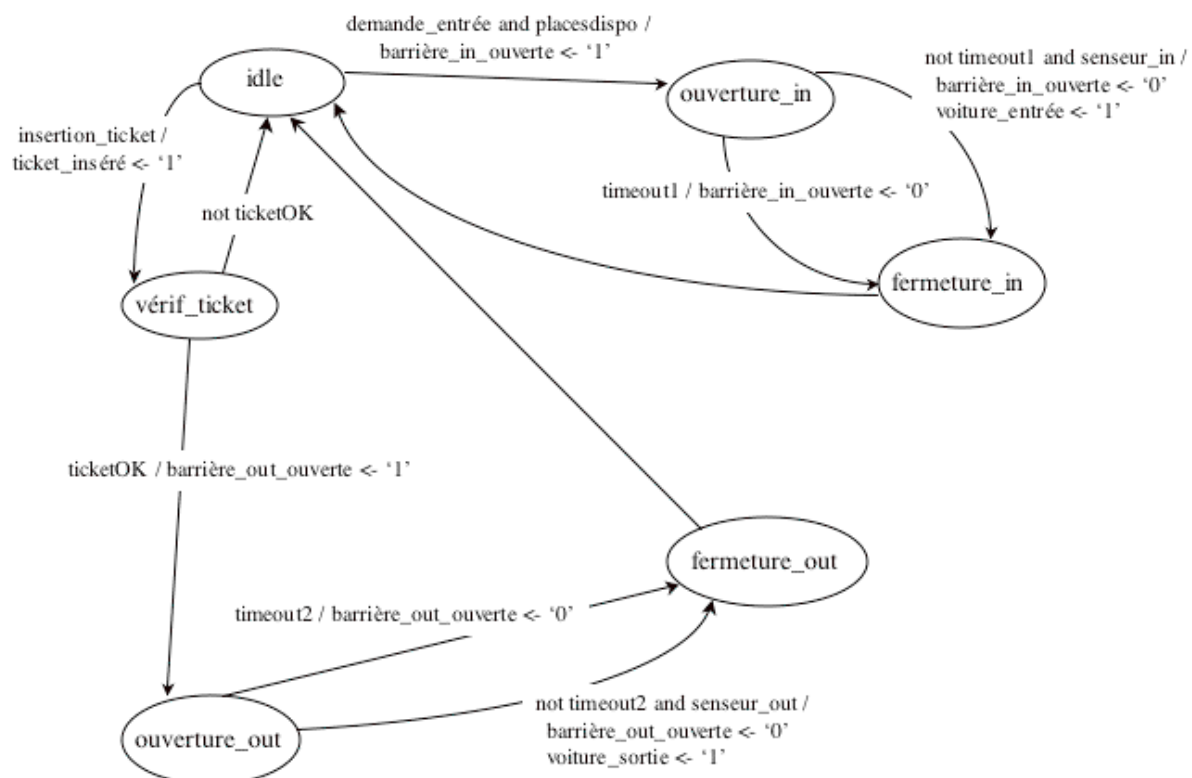 demande_entrée and placesdispo /
barrière_in_ouverte <- ‘1’
idle
ouverture_in
not timeout1 and senseur_in /
barrière_in_ouverte <- ‘0’
voiture_entrée <- ‘1’
insertion_ticket /
ticket_inséré <- ‘1’
timeout1 / barrière_in_ouverte <- ‘0’
not ticketOK
fermeture_in
vérif_ticket
ticketOK / barrière_out_ouverte <- ‘1’
fermeture_out
timeout2 / barrière_out_ouverte <- ‘0’
not timeout2 and senseur_out /
barrière_out_ouverte <- ‘0’
voiture_sortie <- ‘1’
ouverture_out